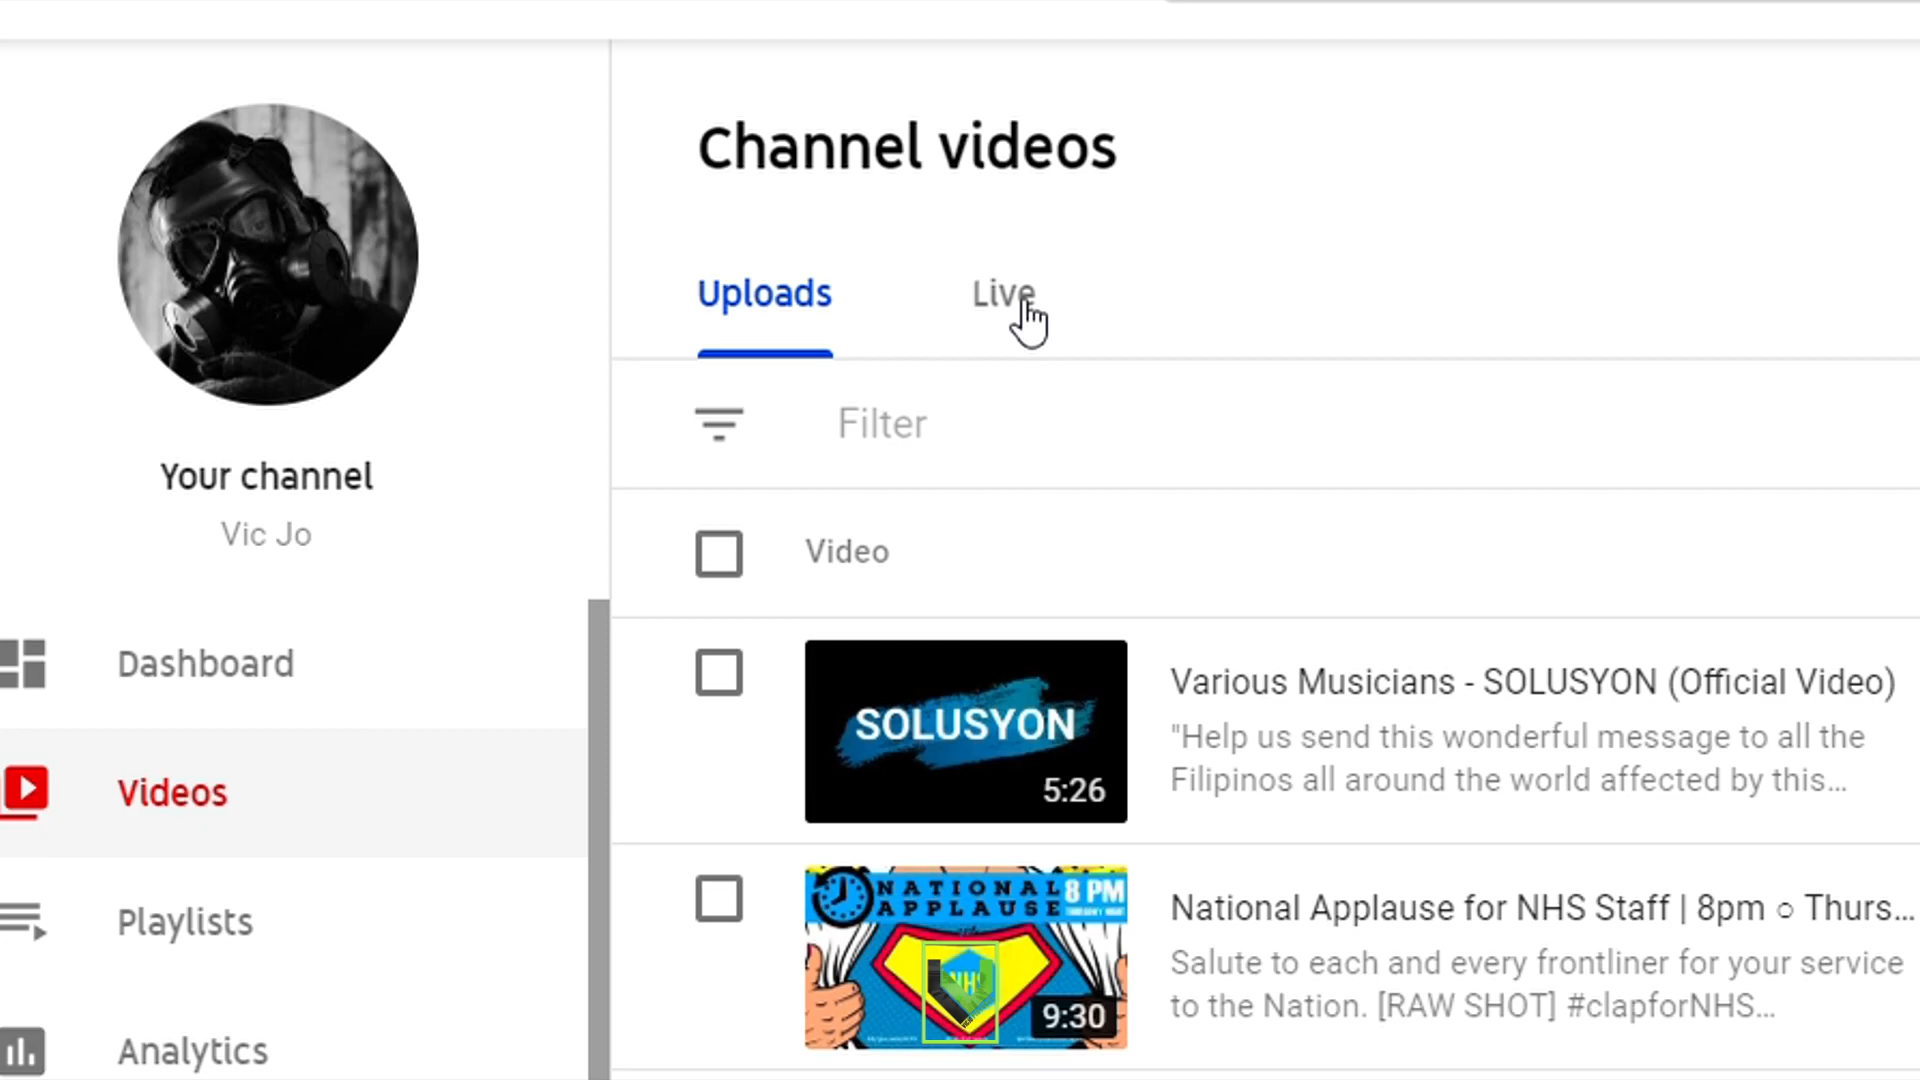 Channel videos
Uploads
Live
Filter
Your channel
Vic Jo
Video
Dashboard
Videos
Playlists
Analytics
SOLUSYON
5:26
Various Musicians - SOLUSYON (Official Video)
"Help us send this wonderful message to all the
Filipinos all around the world affected by this...
NATIONAL
APPLAUSE
8 PM
NHS
9:30
National Applause for NHS Staff | 8pm ○ Thurs...
Salute to each and every frontliner for your service
to the Nation. [RAW SHOT] #clapforNHS...